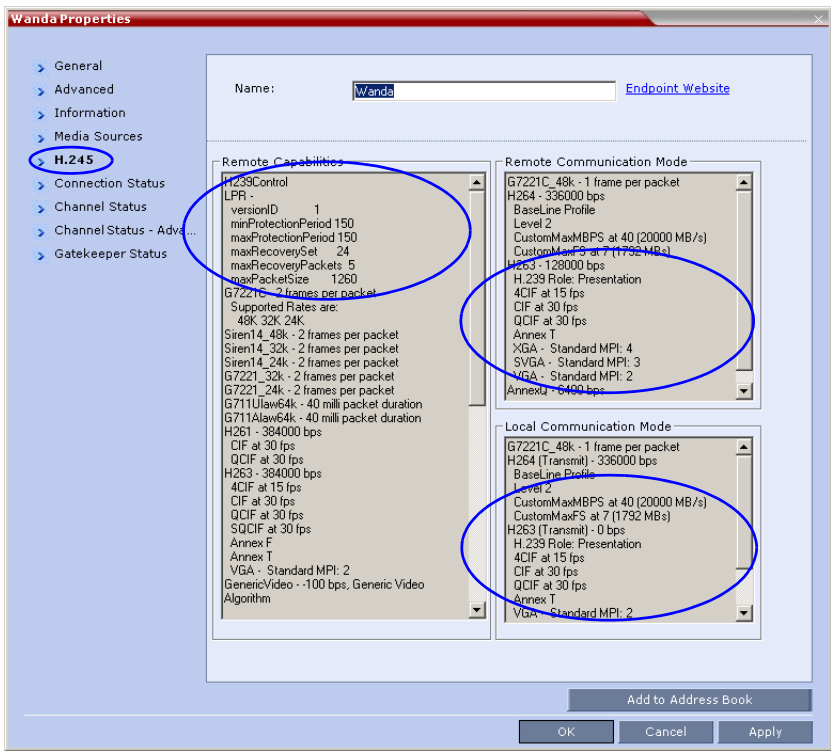 Wanda Properties
General
Advanced
Information
Media Sources
H.245
Connection Status
Channel Status
Channel Status - Adva...
Gatekeeper Status
Name:
Wanda
Endpoint Website
Remote Capabilities
H239Control
LPR -
versionID 1
minProtectionPeriod 150
maxProtectionPeriod 150
maxRecoverySet 24
maxRecoveryPackets 5
maxPacketSize 1260
G7221C - 2 frames per packet
Supported Rates are:
48K 32K 24K
Siren14_48k - 2 frames per packet
Siren14_32k - 2 frames per packet
Siren14_24k - 2 frames per packet
G7221_32k - 2 frames per packet
G7221_24k - 2 frames per packet
G711Ulaw64k - 40 milli packet duration
G711Alaw64k - 40 milli packet duration
H261 - 384000 bps
CIF at 30 fps
QCIF at 30 fps
H263 - 384000 bps
4CIF at 15 fps
CIF at 30 fps
QCIF at 30 fps
SQCIF at 30 fps
Annex F
Annex T
VGA - Standard MPI: 2
GenericVideo - -100 bps, Generic Video
Algorithm
Remote Communication Mode
G7221C_48k - 1 frame per packet
H264 - 336000 bps
BaseLine Profile
Level 2
CustomMaxMBPS at 40 (20000 MB/s)
CustomMaxFS at 7 (1792 MBs)
H263 - 128000 bps
H.239 Role: Presentation
4CIF at 15 fps
CIF at 30 fps
QCIF at 30 fps
Annex T
XGA - Standard MPI: 4
SVGA - Standard MPI: 3
VGA - Standard MPI: 2
AnnexQ - 6400 bps
Local Communication Mode
G7221C_48k - 1 frame per packet
H264 (Transmit) - 336000 bps
BaseLine Profile
Level 2
CustomMaxMBPS at 40 (20000 MB/s)
CustomMaxFS at 7 (1792 MBs)
H263 (Transmit) - 0 bps
H.239 Role: Presentation
4CIF at 15 fps
CIF at 30 fps
QCIF at 30 fps
Annex T
VGA - Standard MPI: 2
Add to Address Book
OK
Cancel
Apply